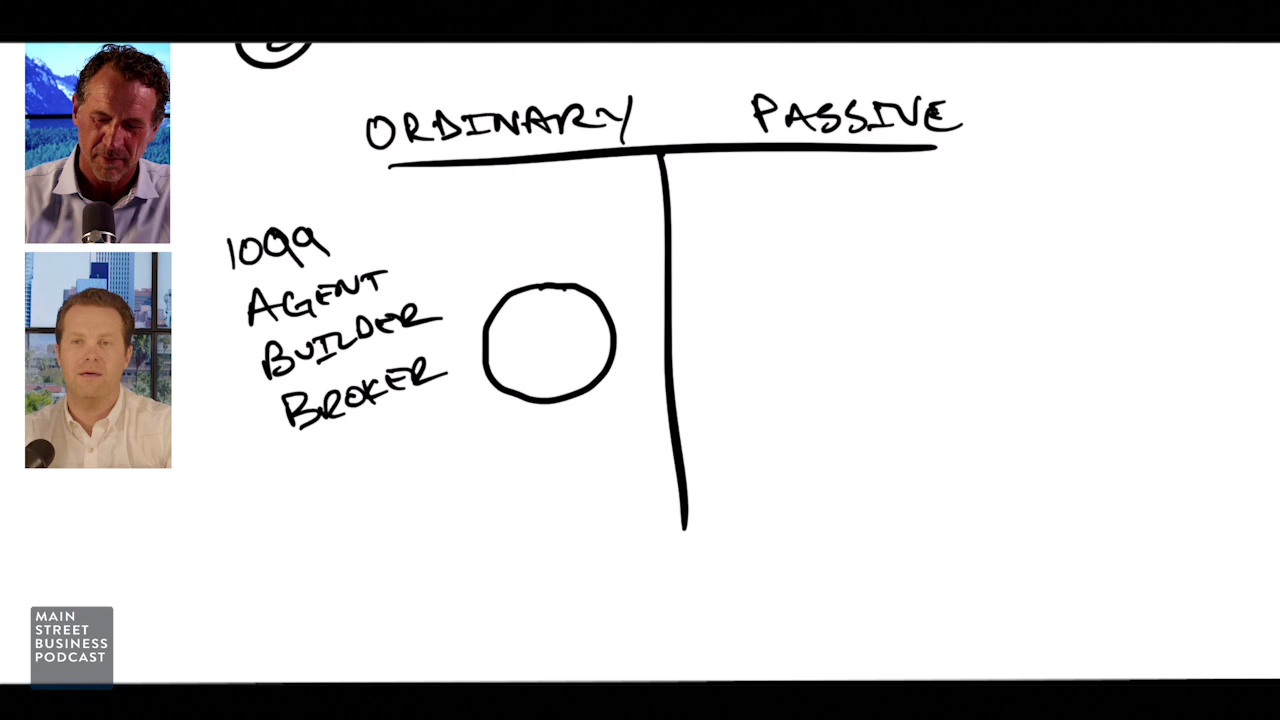 ORDINARY PASSIVE
1099
AGENT
BUILDER
BROKER
MAIN
STREET
BUSINESS
PODCAST